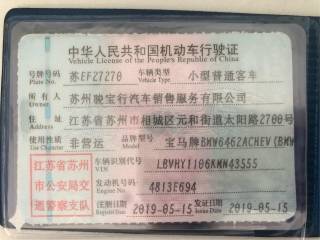 中华人民共和国机动车行驶证
Vehicle License of the People's Republic of China
号牌号码 苏EFZ7270 车辆类型 小型普通客车
Plate No. Vehicle Type
所有人 苏州骏宝行汽车销售服务有限公司
Owner
住址 江苏省苏州市相城区元和街道太阳路2700号
Address
使用性质 非营运 品牌型号 宝马牌BMW6462ACHEV(BMW
Use Character Model
江苏省苏州市公安局交通警察支队
车辆识别代号 LBVHY1106KMN43555
VIN
发动机号码 4813E694
Engine No.
注册日期 2019-05-15 发证日期 2019-05-15
Register Date Issue Date